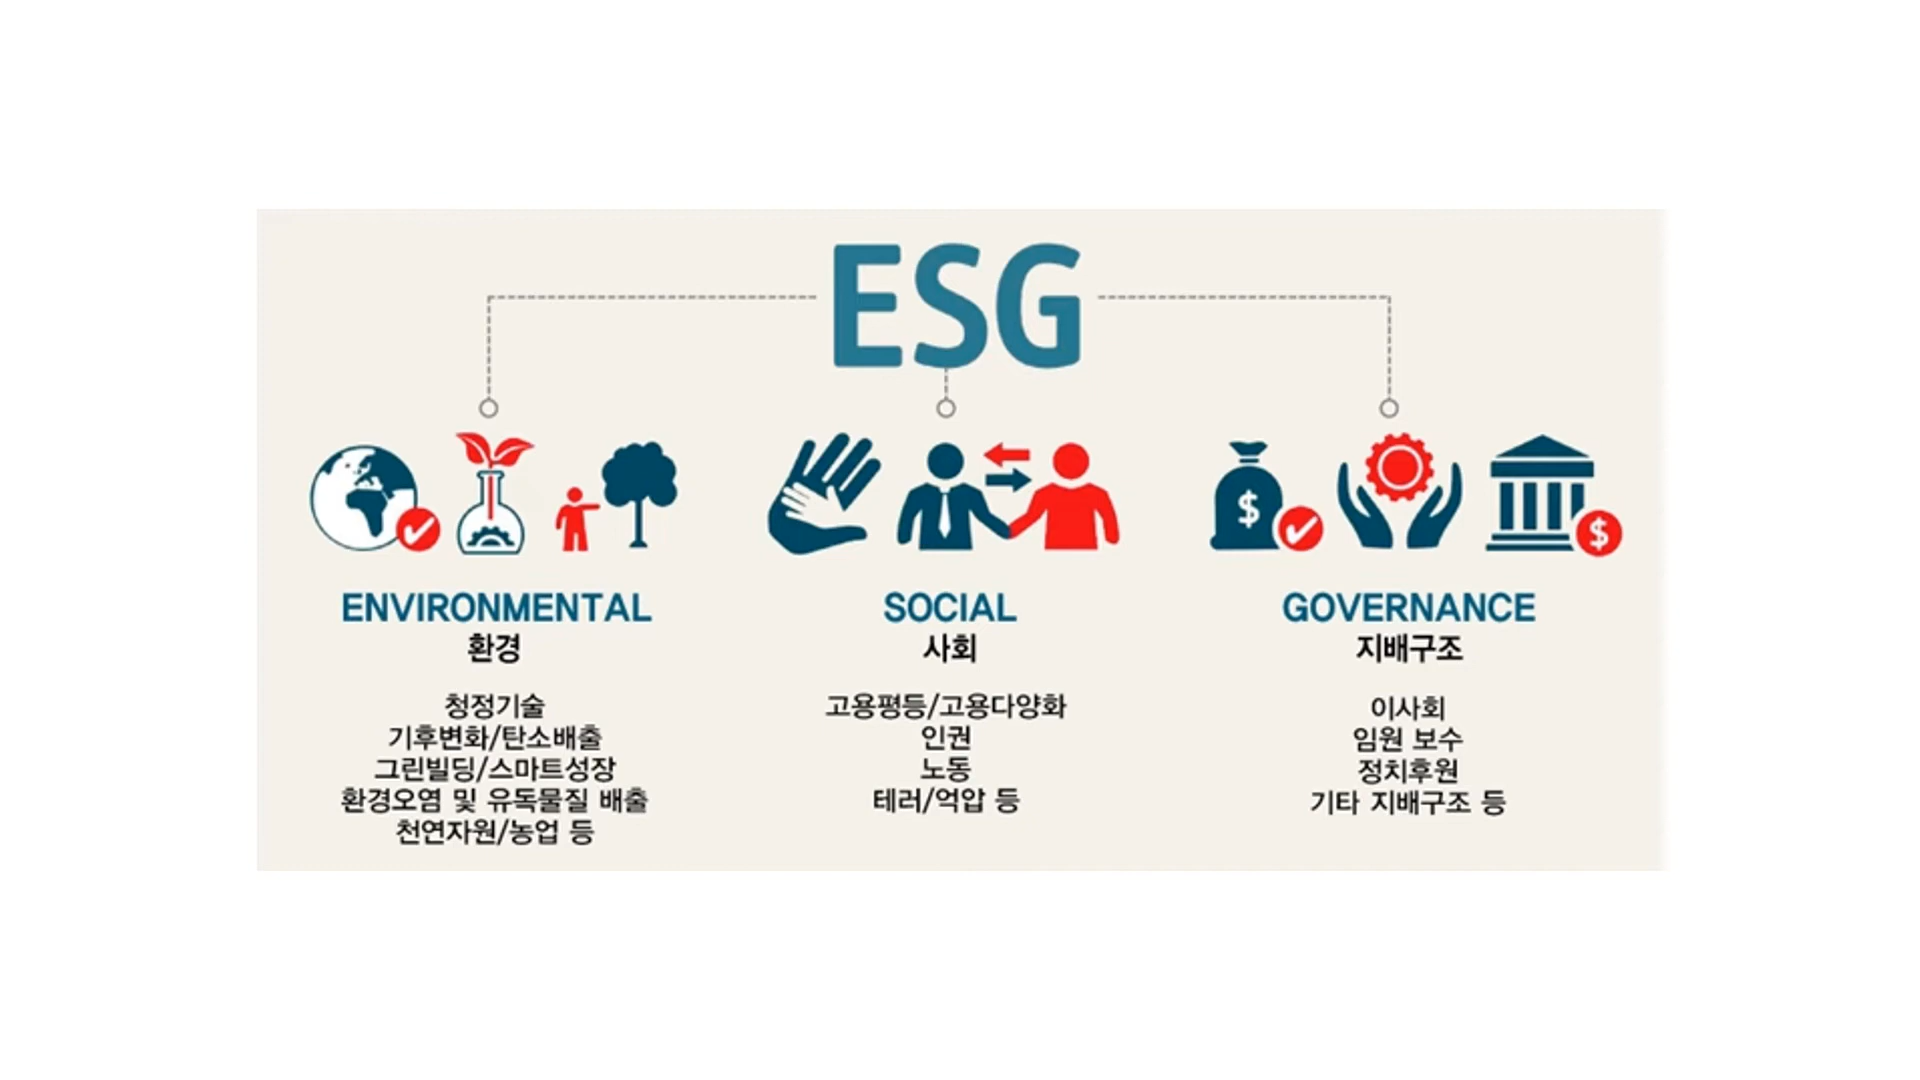 ESG
ENVIRONMENTAL
환경
청정기술
기후변화/탄소배출
그린빌딩/스마트성장
환경오염 및 유독물질 배출
천연자원/농업 등
SOCIAL
사회
고용평등/고용다양화
인권
노동
테러/억압 등
$
$
GOVERNANCE
지배구조
이사회
임원 보수
정치후원
기타 지배구조 등